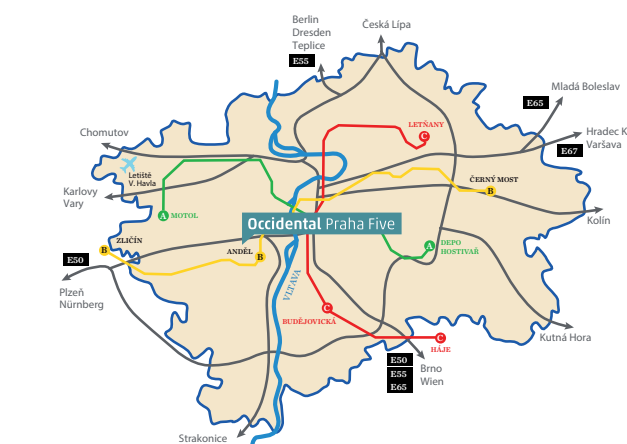 Berlin
Dresden
Teplice
E55
Česká Lípa
Mladá Boleslav
E65
Hradec K
Varšava
E67
Chomutov
LETŇANY
C
Letiště
V. Havla
Karlovy
Vary
A MOTOL
ČERNÝ MOST
B
Kolín
Occidental Praha Five
ZLIČÍN
B
ANDĚL
B
DEPO
HOSTIVAŘ
A
E50
Plzeň
Nürnberg
VLTAVA
C
BUDĚJOVICKÁ
C
HÁJE
Kutná Hora
E50
E55
E65
Brno
Wien
Strakonice